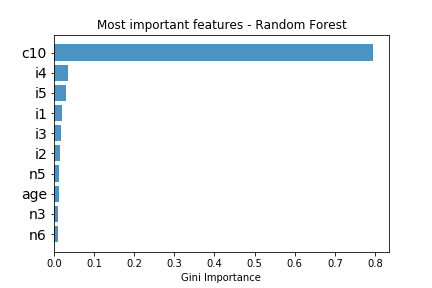 Most important features - Random Forest
c10
i4
i5
i1
i3
i2
n5
age
n3
n6
0.0 0.1 0.2 0.3 0.4 0.5 0.6 0.7 0.8
Gini Importance